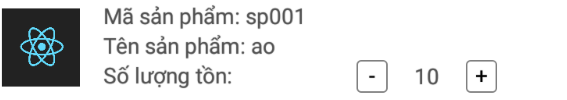 Mã sản phẩm: sp001
Tên sản phẩm: ao
Số lượng tồn: - 10 +